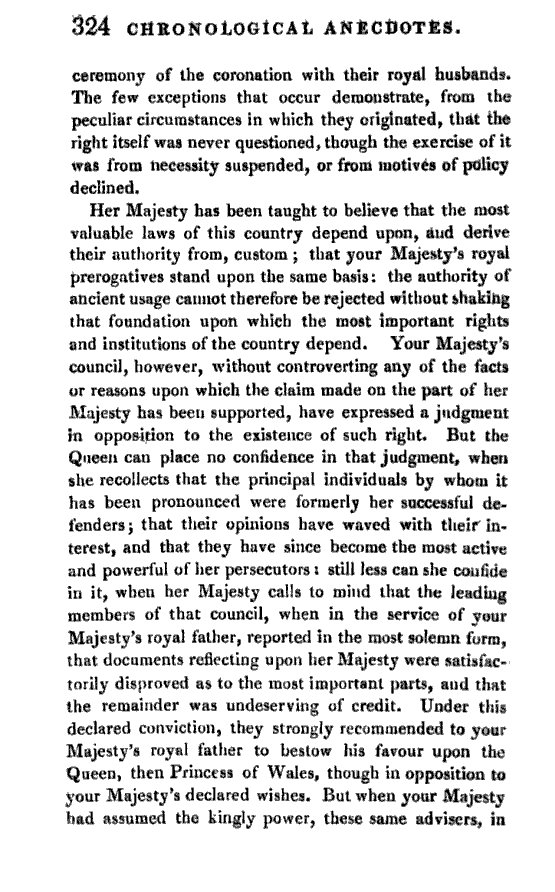 324 CHRONOLOGICAL ANECDOTES.
ceremony of the coronation with their royal husbands.
The few exceptions that occur demonstrate, from the
peculiar circumstances in which they originated, that the
right itself was never questioned, though the exercise of it
was from necessity suspended, or from motives of policy
declined.
Her Majesty has been taught to believe that the most
valuable laws of this country depend upon, and derive
their authority from, custom; that your Majesty's royal
prerogatives stand upon the same basis: the authority of
ancient usage cannot therefore be rejected without shaking
that foundation upon which the most important rights
and institutions of the country depend. Your Majesty's
council, however, without controverting any of the facts
or reasons upon which the claim made on the part of her
Majesty has been supported, have expressed a judgment
in opposition to the existence of such right. But the
Queen can place no confidence in that judgment, when
she recollects that the principal individuals by whom it
has been pronounced were formerly her successful de-
fenders; that their opinions have waved with their in-
terest, and that they have since become the most active
and powerful of her persecutors: still less can she confide
in it, when her Majesty calls to mind that the leading
members of that council, when in the service of your
Majesty's royal father, reported in the most solemn form,
that documents reflecting upon her Majesty were satisfac-
torily disproved as to the most important parts, and that
the remainder was undeserving of credit. Under this
declared conviction, they strongly recommended to your
Majesty's royal father to bestow his favour upon the
Queen, then Princess of Wales, though in opposition to
your Majesty's declared wishes. But when your Majesty
had assumed the kingly power, these same advisers, in